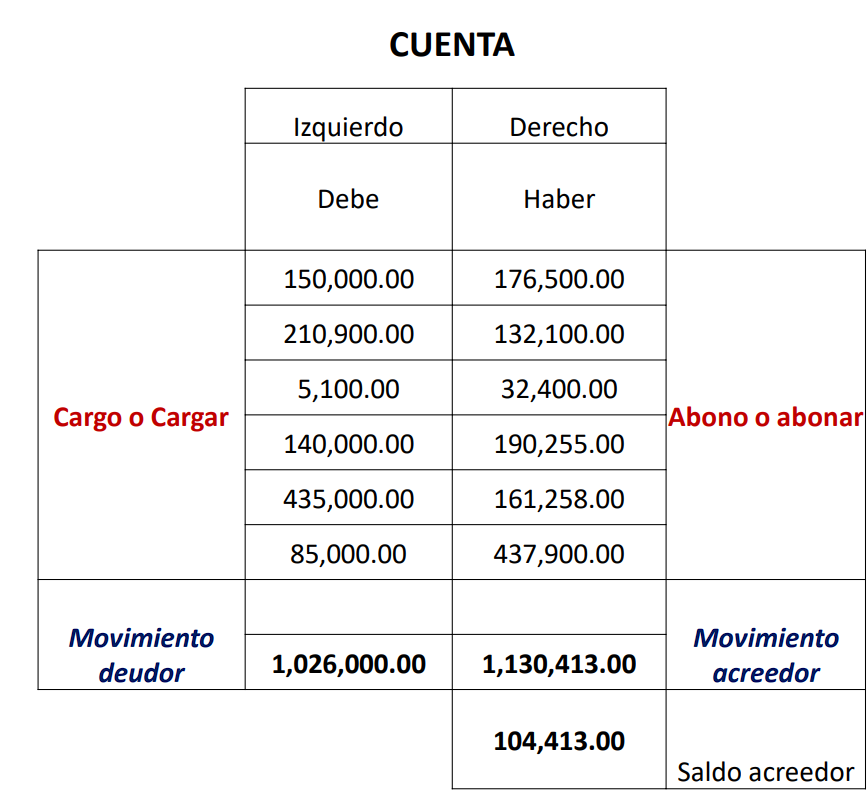 CUENTA
Izquierdo Derecho
Debe Haber
150,000.00 176,500.00
210,900.00 132,100.00
5,100.00 32,400.00
Cargo o Cargar Abono o abonar
140,000.00 190,255.00
435,000.00 161,258.00
85,000.00 437,900.00
Movimiento deudor 1,026,000.00 1,130,413.00 Movimiento acreedor
104,413.00
Saldo acreedor